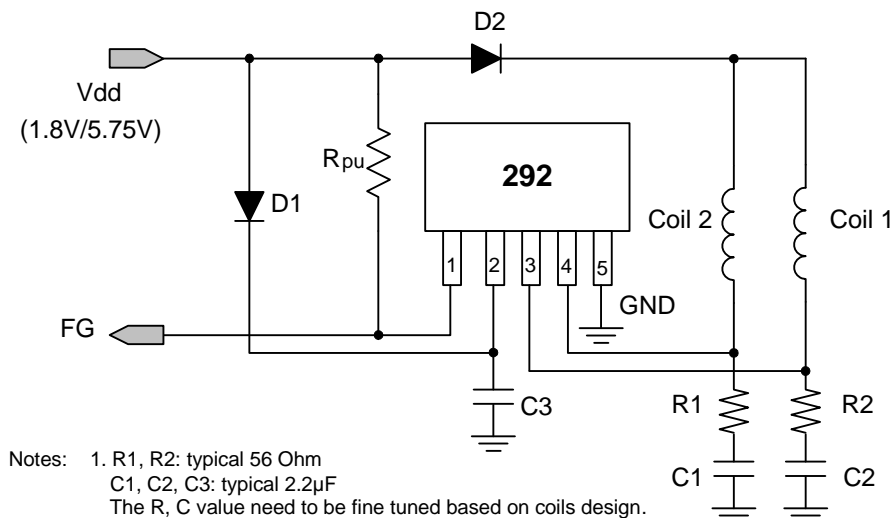 D2
Vdd
(1.8V/5.75V)
Rpu
292
D1
Coil 2
Coil 1
1
2
3
4
5
GND
FG
C3
R1
R2
C1
C2
Notes: 1. R1, R2: typical 56 Ohm
C1, C2, C3: typical 2.2µF
The R, C value need to be fine tuned based on coils design.